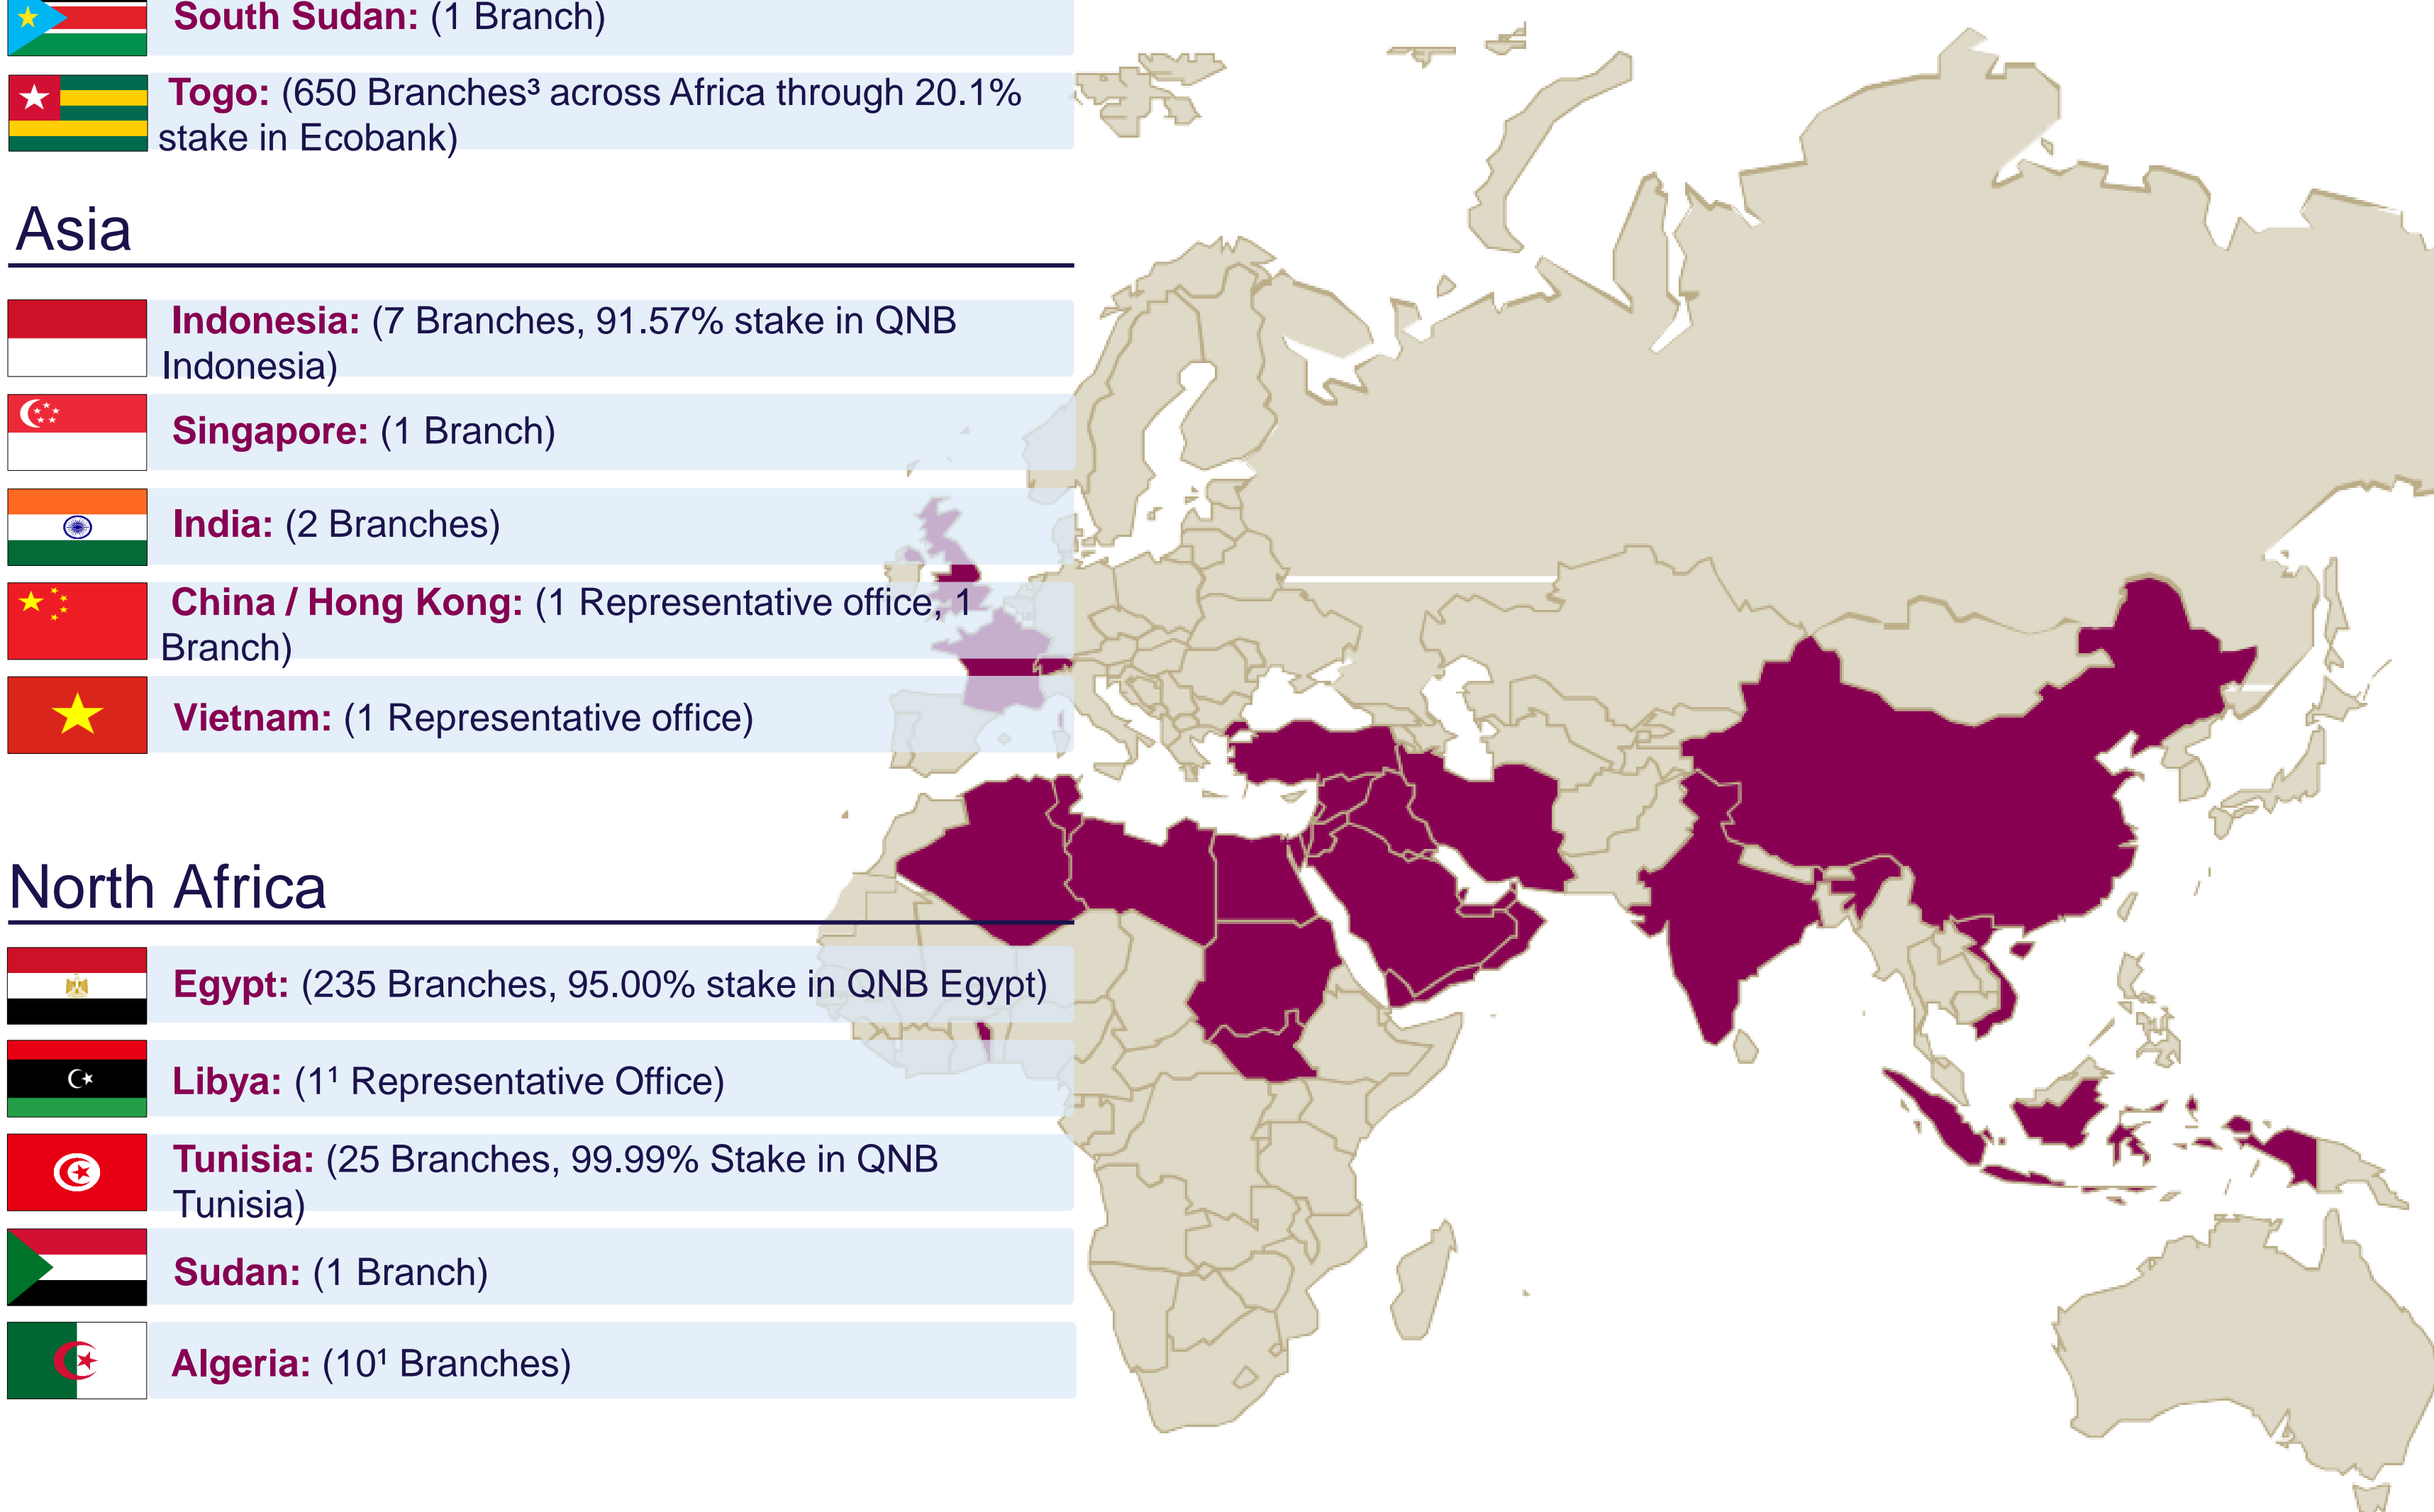 South Sudan: (1 Branch)
Togo: (650 Branches³ across Africa through 20.1%
stake in Ecobank)
Asia
Indonesia: (7 Branches, 91.57% stake in QNB
Indonesia)
Singapore: (1 Branch)
India: (2 Branches)
China / Hong Kong: (1 Representative office, 1
Branch)
Vietnam: (1 Representative office)
North Africa
Egypt: (235 Branches, 95.00% stake in QNB Egypt)
Libya: (1¹ Representative Office)
Tunisia: (25 Branches, 99.99% Stake in QNB
Tunisia)
Sudan: (1 Branch)
Algeria: (10¹ Branches)